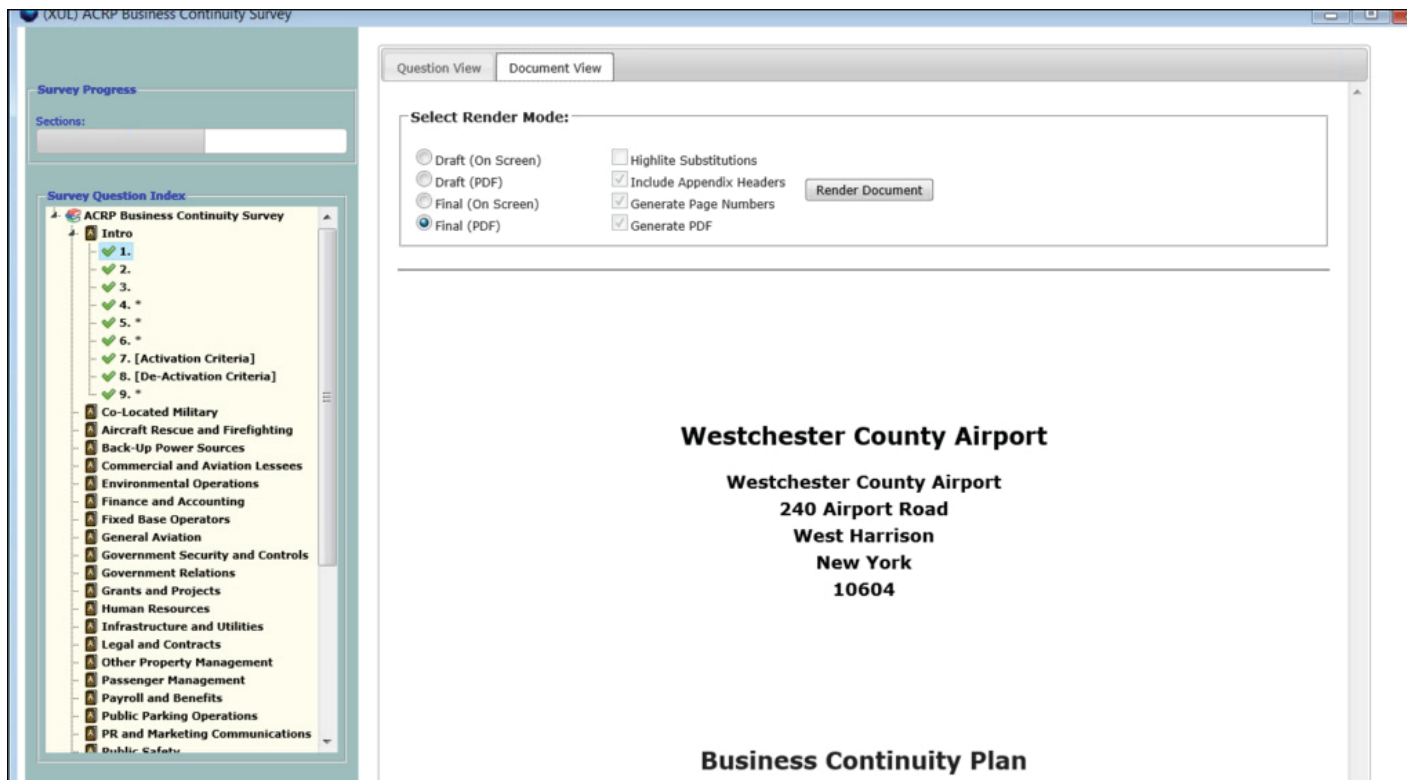 (XUL) ACRP Business Continuity Survey
Survey Progress
Sections:
Survey Question Index
ACRP Business Continuity Survey
Intro
1.
2.
3.
4. *
5. *
6. *
7. [Activation Criteria]
8. [De-Activation Criteria]
9. *
Co-Located Military
Aircraft Rescue and Firefighting
Back-Up Power Sources
Commercial and Aviation Lessees
Environmental Operations
Finance and Accounting
Fixed Base Operators
General Aviation
Government Security and Controls
Government Relations
Grants and Projects
Human Resources
Infrastructure and Utilities
Legal and Contracts
Other Property Management
Passenger Management
Payroll and Benefits
Public Parking Operations
PR and Marketing Communications
Public Safety
Question View
Document View
Select Render Mode:
Draft (On Screen)
Draft (PDF)
Final (On Screen)
Final (PDF)
Highlite Substitutions
Include Appendix Headers
Generate Page Numbers
Generate PDF
Render Document
Westchester County Airport
Westchester County Airport
240 Airport Road
West Harrison
New York
10604
Business Continuity Plan